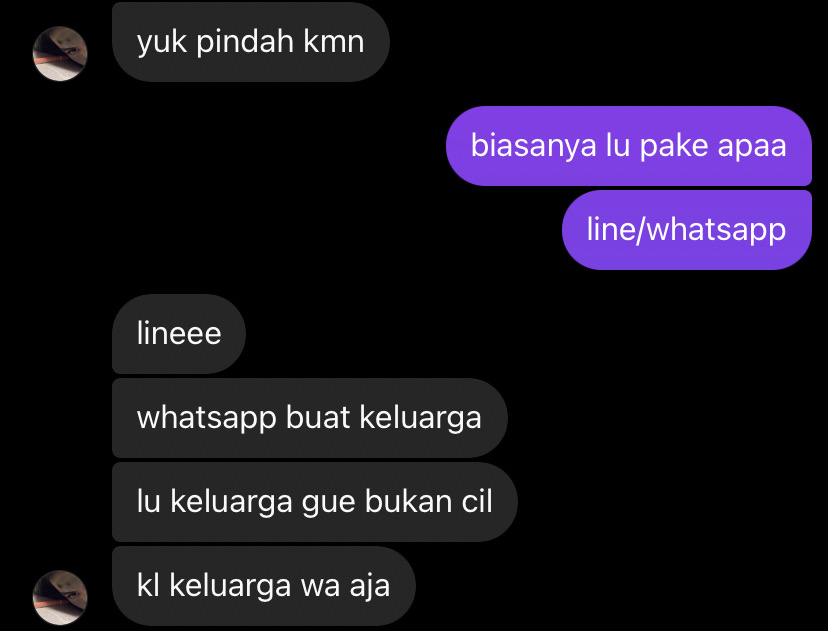 yuk pindah kmn
biasanya lu pake apaa
line/whatsapp
lineee
whatsapp buat keluarga
lu keluarga gue bukan cil
kl keluarga wa aja